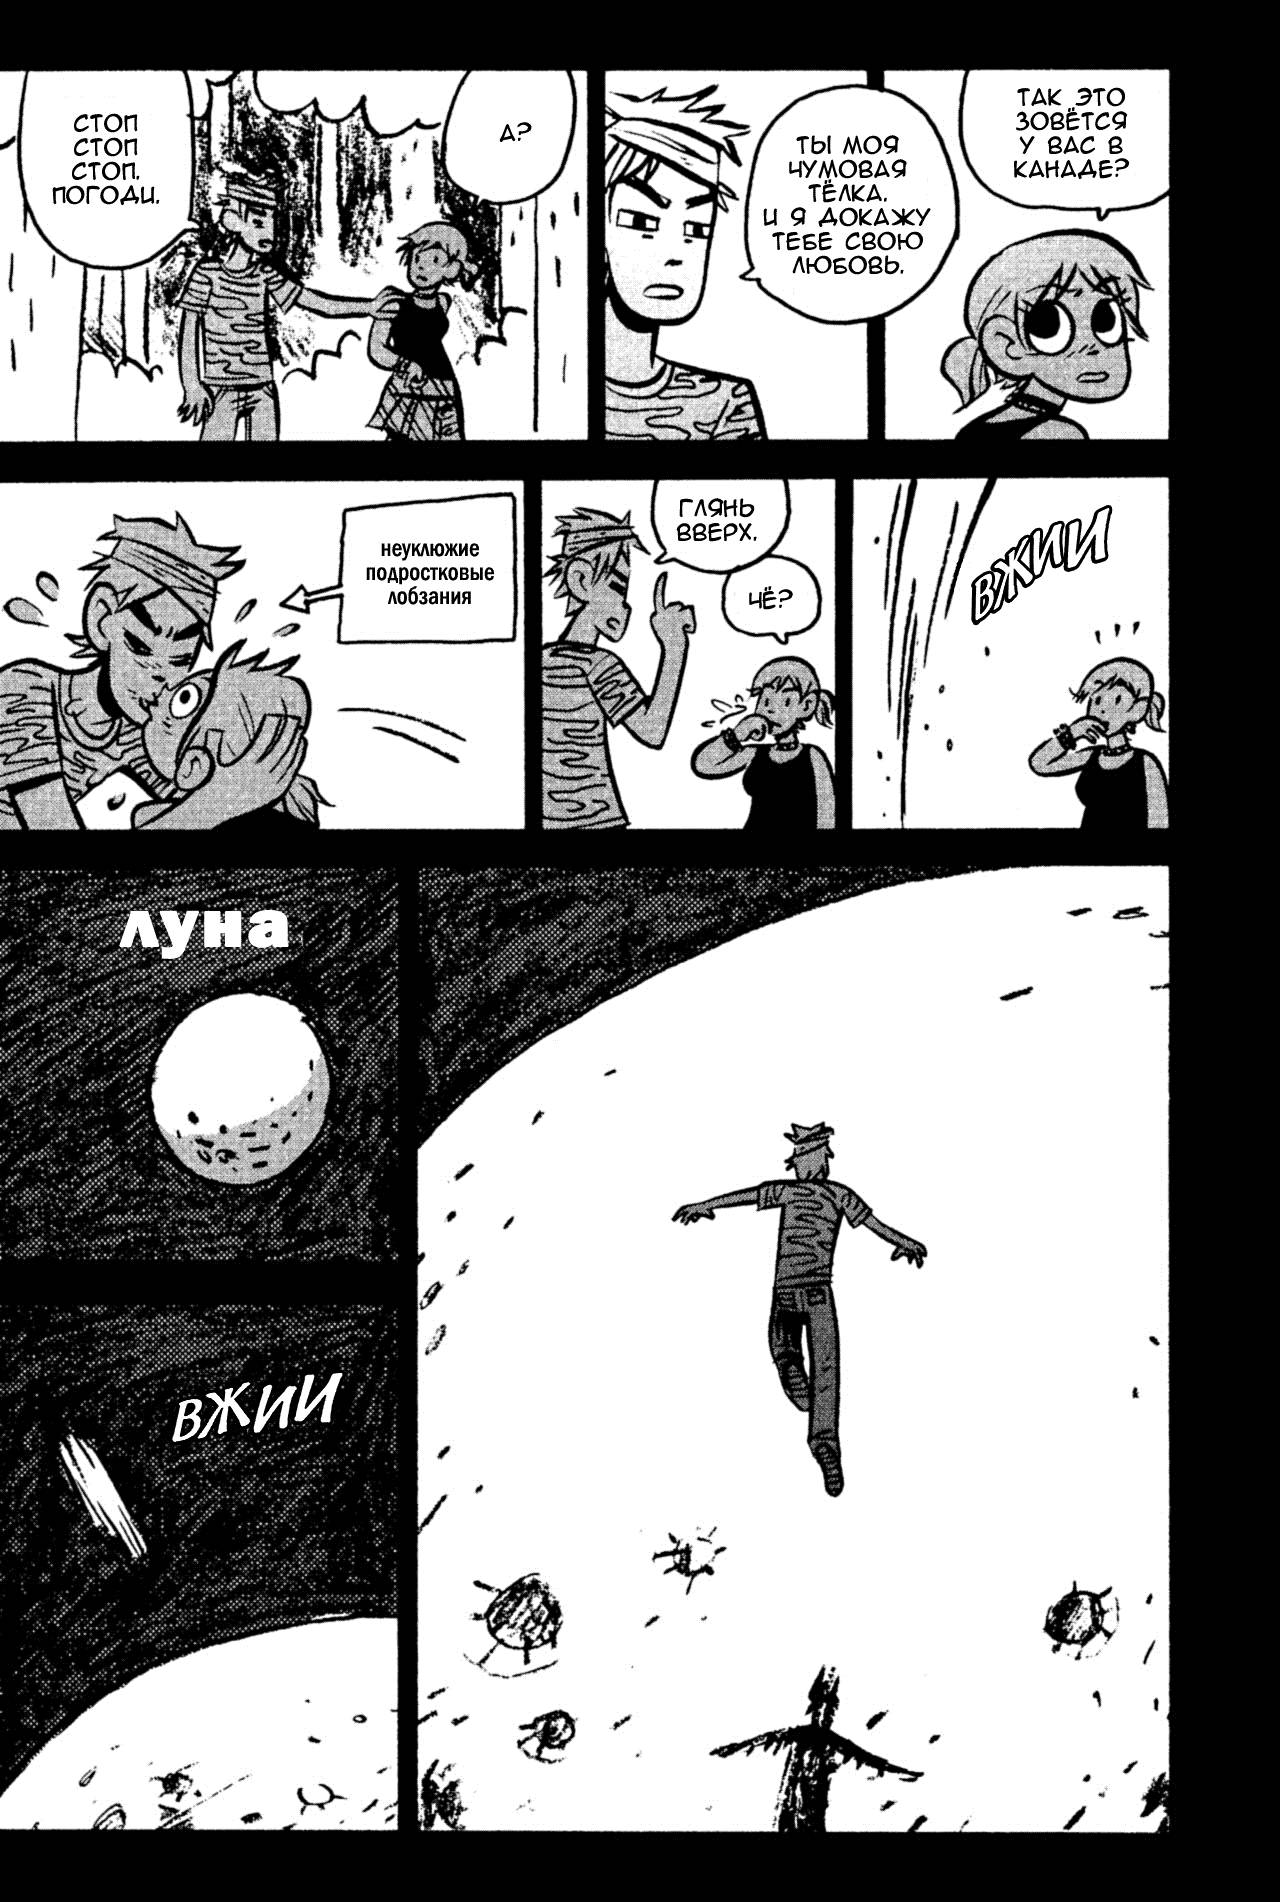 СТОП
СТОП
СТОП.
ПОГОДИ.
А?
ТЫ МОЯ
ЧУМОВАЯ
ТЁЛКА.
И Я ДОКАЖУ
ТЕБЕ СВОЮ
ЛЮБОВЬ.
ТАК ЭТО
ЗОВЁТСЯ
У ВАС В
КАНАДЕ?
неуклюжие
подростковые
лобзания
ГЛЯНЬ
ВВЕРХ.
ЧЁ?
ВЖИИ
луна
ВЖИИ